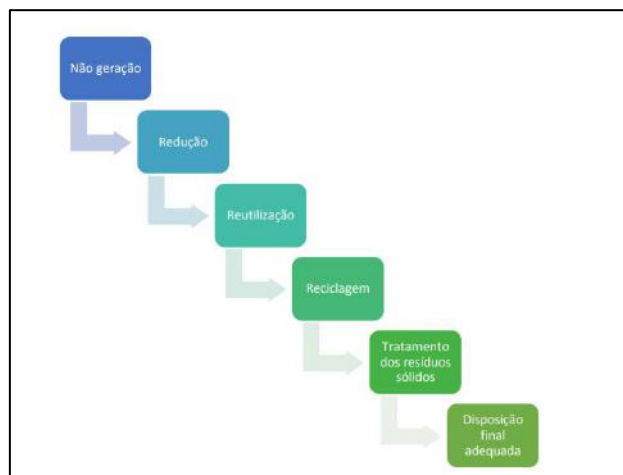 Não geração
Redução
Reutilização
Reciclagem
Tratamento
dos resíduos
sólidos
Disposição
final
adequada